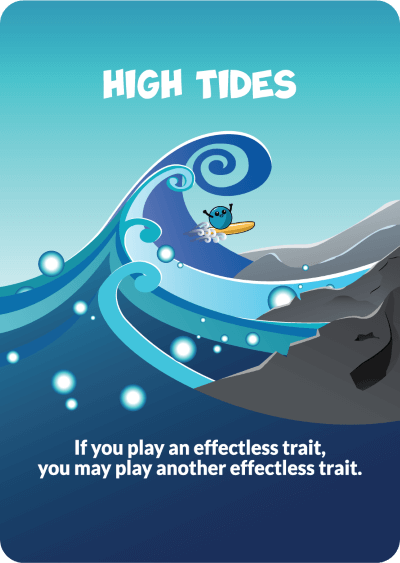 HIGH TIDES
If you play an effectless trait,
you may play another effectless trait.